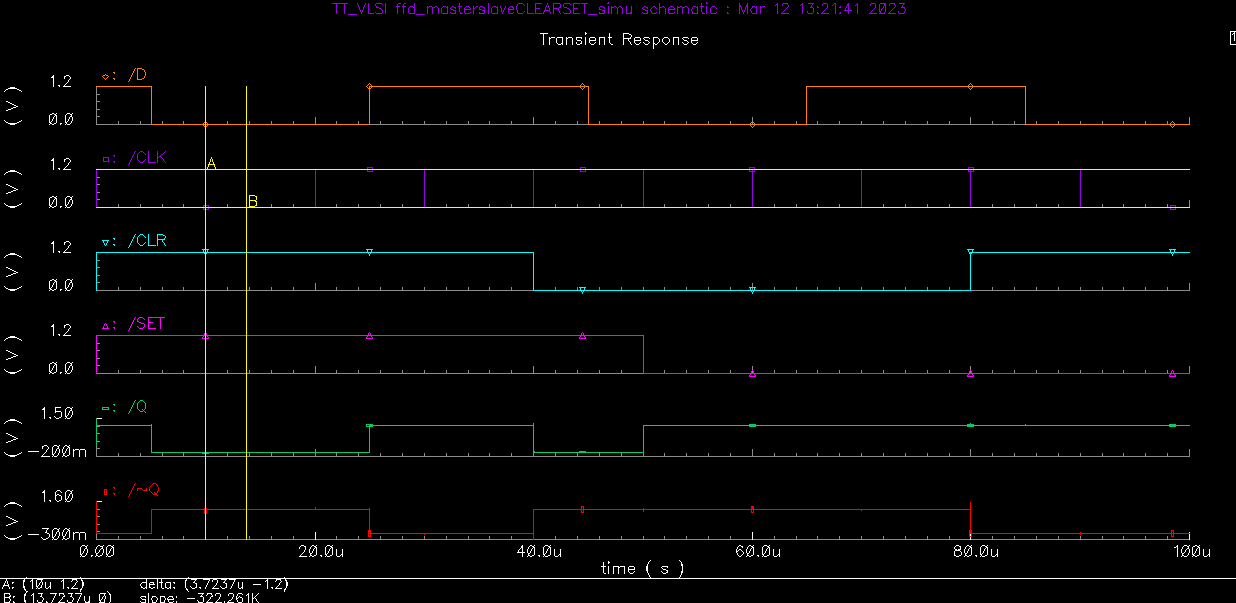 TT_VLSI ffd_masterslaveCLEARSET_simu schematic : Mar 12 13:21:41 2023
Transient Response
1
◇: /D
1.2
(V)
0.0
□: /CLK
1.2
A
(V)
0.0
B
▽: /CLR
1.2
(V)
0.0
△: /SET
1.2
(V)
0.0
: /Q
1.50
(V)
-200m
: /~Q
1.60
(V)
-300m
0.00 20.0u 40.0u 60.0u 80.0u 100u
time ( s )
A: (10u 1.2) delta: (3.7237u -1.2)
B: (13.7237u 0) slope: -322.261K